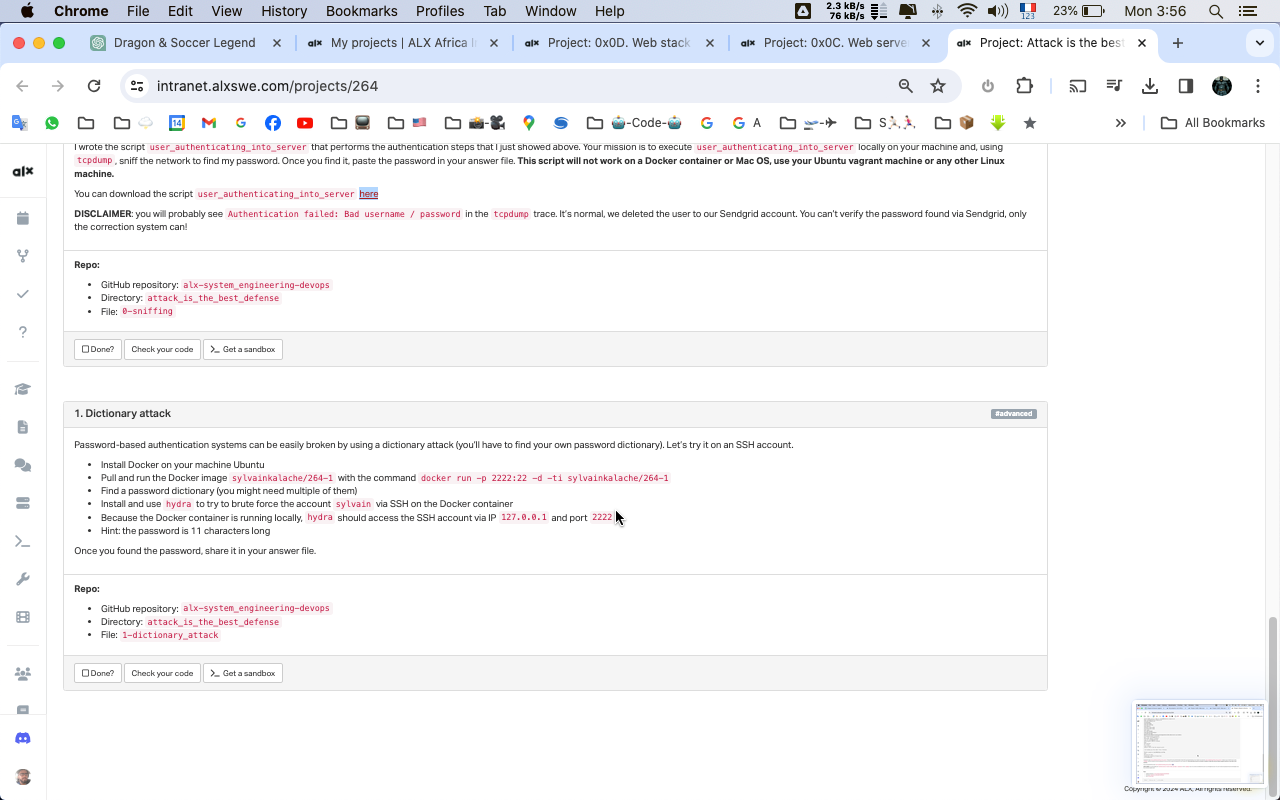 Chrome File Edit View History Bookmarks Profiles Tab Window Help 2.3 kB/s 76 kB/s 123 23% Mon 3:56
Dragon & Soccer Legend
alx My projects | ALX Africa I
alx Project: 0x0D. Web stack
alx Project: 0x0C. Web serve
alx Project: Attack is the best
intranet.alxswe.com/projects/264
14 G -Code- G G A S All Bookmarks
alx
I wrote the script user_authenticating_into_server that performs the authentication steps that I just showed above. Your mission is to execute user_authenticating_into_server locally on your machine and, using
tcpdump, sniff the network to find my password. Once you find it, paste the password in your answer file. This script will not work on a Docker container or Mac OS, use your Ubuntu vagrant machine or any other Linux
machine.
You can download the script user_authenticating_into_server here
DISCLAIMER: you will probably see Authentication failed: Bad username / password in the tcpdump trace. It's normal, we deleted the user to our Sendgrid account. You can't verify the password found via Sendgrid, only
the correction system can!
Repo:
• GitHub repository: alx-system_engineering-devops
• Directory: attack_is_the_best_defense
• File: 0-sniffing
Done? Check your code >_ Get a sandbox
1. Dictionary attack #advanced
Password-based authentication systems can be easily broken by using a dictionary attack (you'll have to find your own password dictionary). Let's try it on an SSH account.
• Install Docker on your machine Ubuntu
• Pull and run the Docker image sylvainkalache/264-1 with the command docker run -p 2222:22 -d -ti sylvainkalache/264-1
• Find a password dictionary (you might need multiple of them)
• Install and use hydra to try to brute force the account sylvain via SSH on the Docker container
• Because the Docker container is running locally, hydra should access the SSH account via IP 127.0.0.1 and port 2222
• Hint: the password is 11 characters long
Once you found the password, share it in your answer file.
Repo:
• GitHub repository: alx-system_engineering-devops
• Directory: attack_is_the_best_defense
• File: 1-dictionary_attack
Done? Check your code >_ Get a sandbox
Copyright © 2024 ALX, All rights reserved.